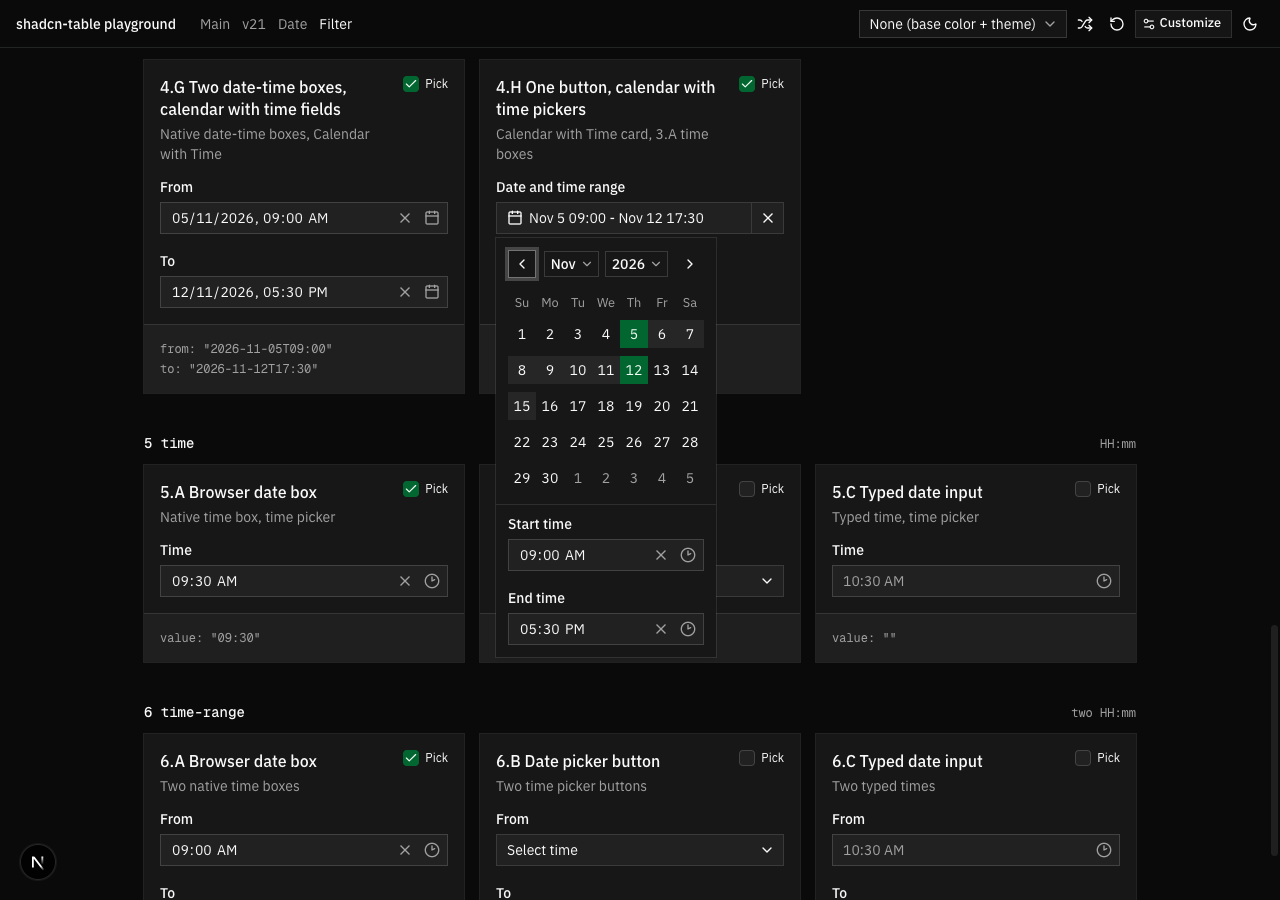 shadcn-table playground Main v21 Date Filter None (base color + theme) Customize
4.G Two date-time boxes, calendar with time fields
Pick
Native date-time boxes, Calendar with Time
From
05/11/2026, 09:00 AM
To
12/11/2026, 05:30 PM
from: "2026-11-05T09:00"
to: "2026-11-12T17:30"
4.H One button, calendar with time pickers
Pick
Calendar with Time card, 3.A time boxes
Date and time range
Nov 5 09:00 - Nov 12 17:30
Nov 2026
Su Mo Tu We Th Fr Sa
1 2 3 4 5 6 7
8 9 10 11 12 13 14
15 16 17 18 19 20 21
22 23 24 25 26 27 28
29 30 1 2 3 4 5
Start time
09:00 AM
End time
05:30 PM
5 time HH:mm
5.A Browser date box
Pick
Native time box, time picker
Time
09:30 AM
value: "09:30"
Pick
5.C Typed date input
Pick
Typed time, time picker
Time
10:30 AM
value: ""
6 time-range two HH:mm
6.A Browser date box
Pick
Two native time boxes
From
09:00 AM
To
6.B Date picker button
Pick
Two time picker buttons
From
Select time
To
6.C Typed date input
Pick
Two typed times
From
10:30 AM
To
N